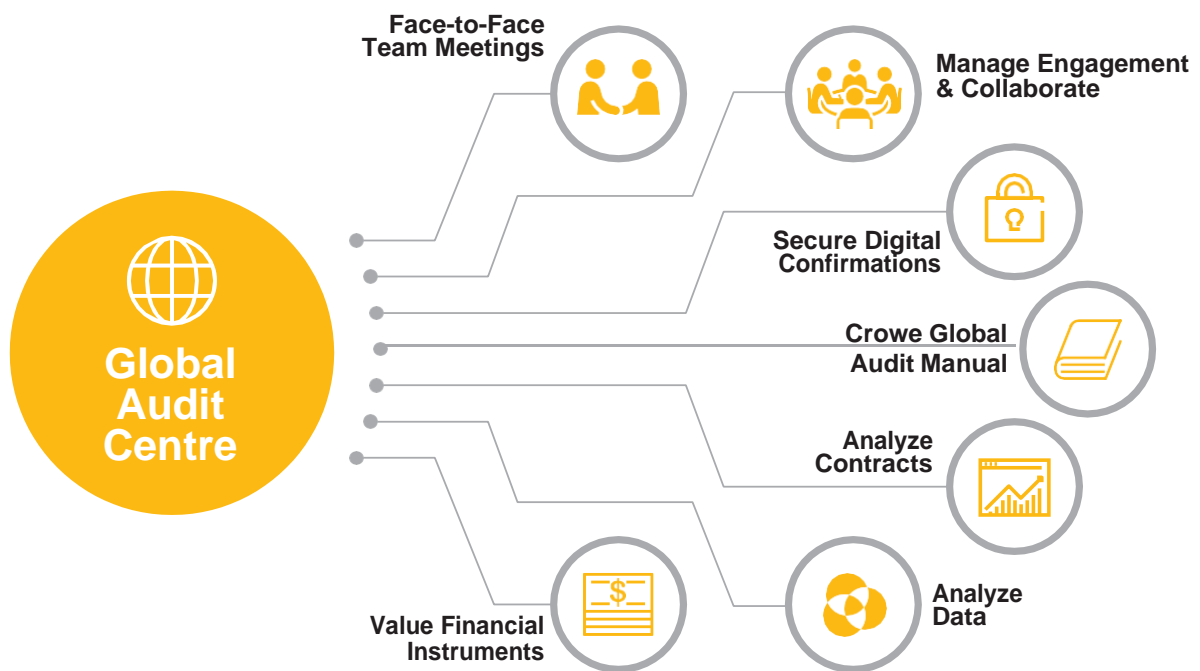 Face-to-Face
Team Meetings
Manage Engagement
& Collaborate
Secure Digital
Confirmations
Global
Audit
Centre
Crowe Global
Audit Manual
Analyze
Contracts
$
Analyze
Data
Value Financial
Instruments